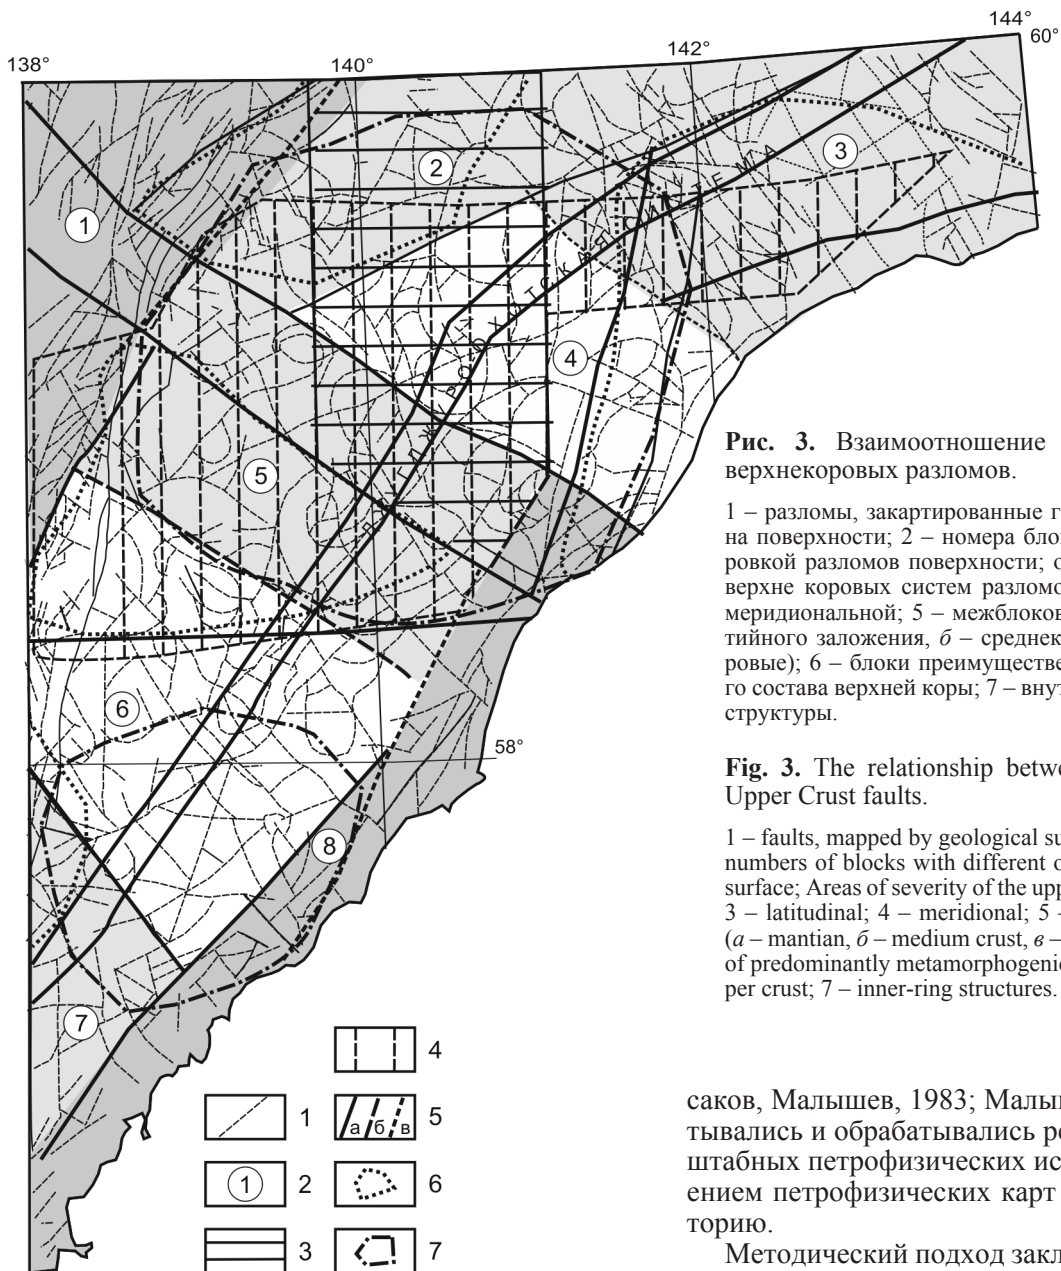 144°
60°
142°
140°
138°
3
2
1
4
5
6
58°
8
7
4
1
а б в 5
1 2
6
3
7
Рис. 3. Взаимоотношение
верхнекоровых разломов.
1 – разломы, закартированные г
на поверхности; 2 – номера бло
ровкой разломов поверхности; о
верхне коровых систем разломо
меридиональной; 5 – межблоков
тийного заложения, б – среднек
ровые); 6 – блоки преимуществе
го состава верхней коры; 7 – внут
структуры.
Fig. 3. The relationship betwe
Upper Crust faults.
1 – faults, mapped by geological su
numbers of blocks with different o
surface; Areas of severity of the upp
3 – latitudinal; 4 – meridional; 5 –
(а – mantian, б – medium crust, в –
of predominantly metamorphogenic
per crust; 7 – inner-ring structures.
саков, Малышев, 1983; Малы
тывались и обрабатывались ре
штабных петрофизических ис
ением петрофизических карт
торию.
Методический подход закл